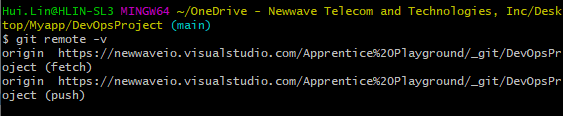 Hui.Lin@HLIN-SL3 MINGW64 ~/OneDrive - Newwave Telecom and Technologies, Inc/Desk
top/Myapp/DevOpsProject (main)
$ git remote -v
origin  https://newwaveio.visualstudio.com/Apprentice%20Playground/_git/DevOpsPr
oject (fetch)
origin  https://newwaveio.visualstudio.com/Apprentice%20Playground/_git/DevOpsPr
oject (push)